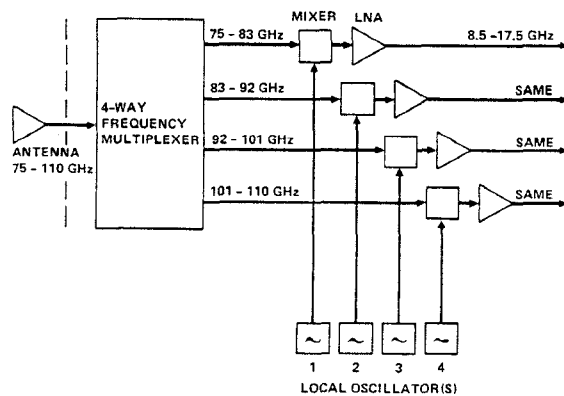 MIXER LNA
75 – 83 GHz
8.5 –17.5 GHz
83 – 92 GHz
SAME
4-WAY
FREQUENCY
MULTIPLEXER
92 – 101 GHz
SAME
ANTENNA
75 – 110 GHz
101 – 110 GHz
SAME
1 2 3 4
LOCAL OSCILLATOR(S)